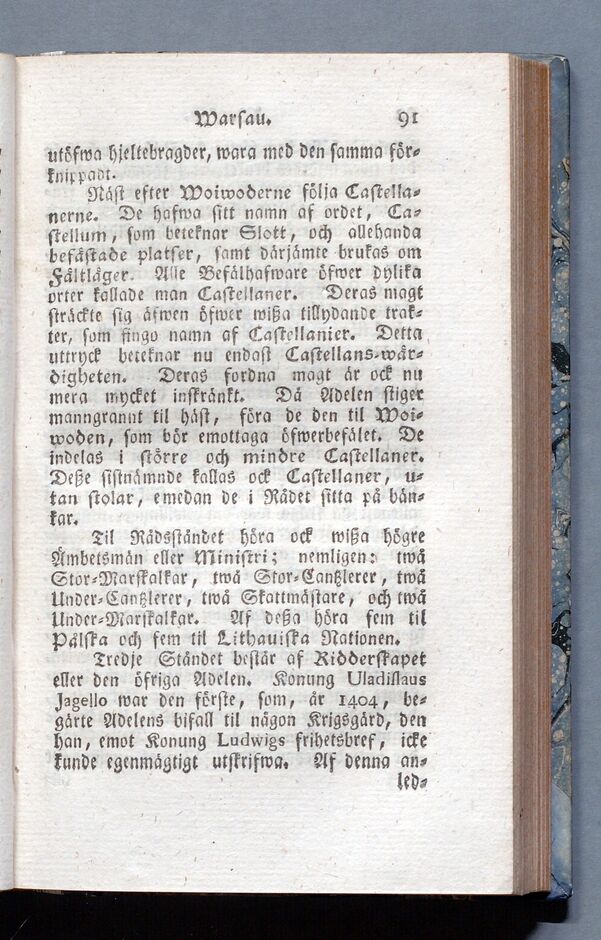 Warsau. 91
utöfwa hjeltebragder, wara med den samma för-
knippadt.
Näst efter Woiwoderne följa Castella-
nerne. De hafwa sitt namn af ordet, Ca-
stellum, som beteknar Slott, och allehanda
befästade platser, samt därjämte brukas om
Fältläger. Alle Befälhafware öfwer dylika
orter kallade man Castellaner. Deras magt
sträckte sig äfwen öfwer wißa tillydande trak-
ter, som fingo namn af Castellanier. Detta
uttryck beteknar nu endast Castellans-wär-
digheten. Deras fordna magt är ock nu
mera mycket inskränkt. Då Adelen stiger
manngrannt til häst, föra de den til Woi-
woden, som bör emottaga öfwerbefälet. De
indelas i större och mindre Castellaner.
Deße sistnämnde kallas ock Castellaner, u-
tan stolar, emedan de i Rådet sitta på bän-
kar.
Til Rådsståndet höra ock wißa högre
Ämbetsmän eller Ministri; nemligen: twå
Stor-Marskalkar, twå Stor-Cantzlerer, twå
Under-Cantzlerer, twå Skattmästare, och twå
Under-Marskalkar. Af deßa höra fem til
Pålska och fem til Lithauiska Nationen.
Tredje Ståndet består af Ridderskapet
eller den öfriga Adelen. Konung Uladislaus
Jagello war den förste, som, år 1404, be-
gärte Adelens bifall til någon Krigsgärd, den
han, emot Konung Ludwigs frihetsbref, icke
kunde egenmägtigt utskrifwa. Af denna an-
led-